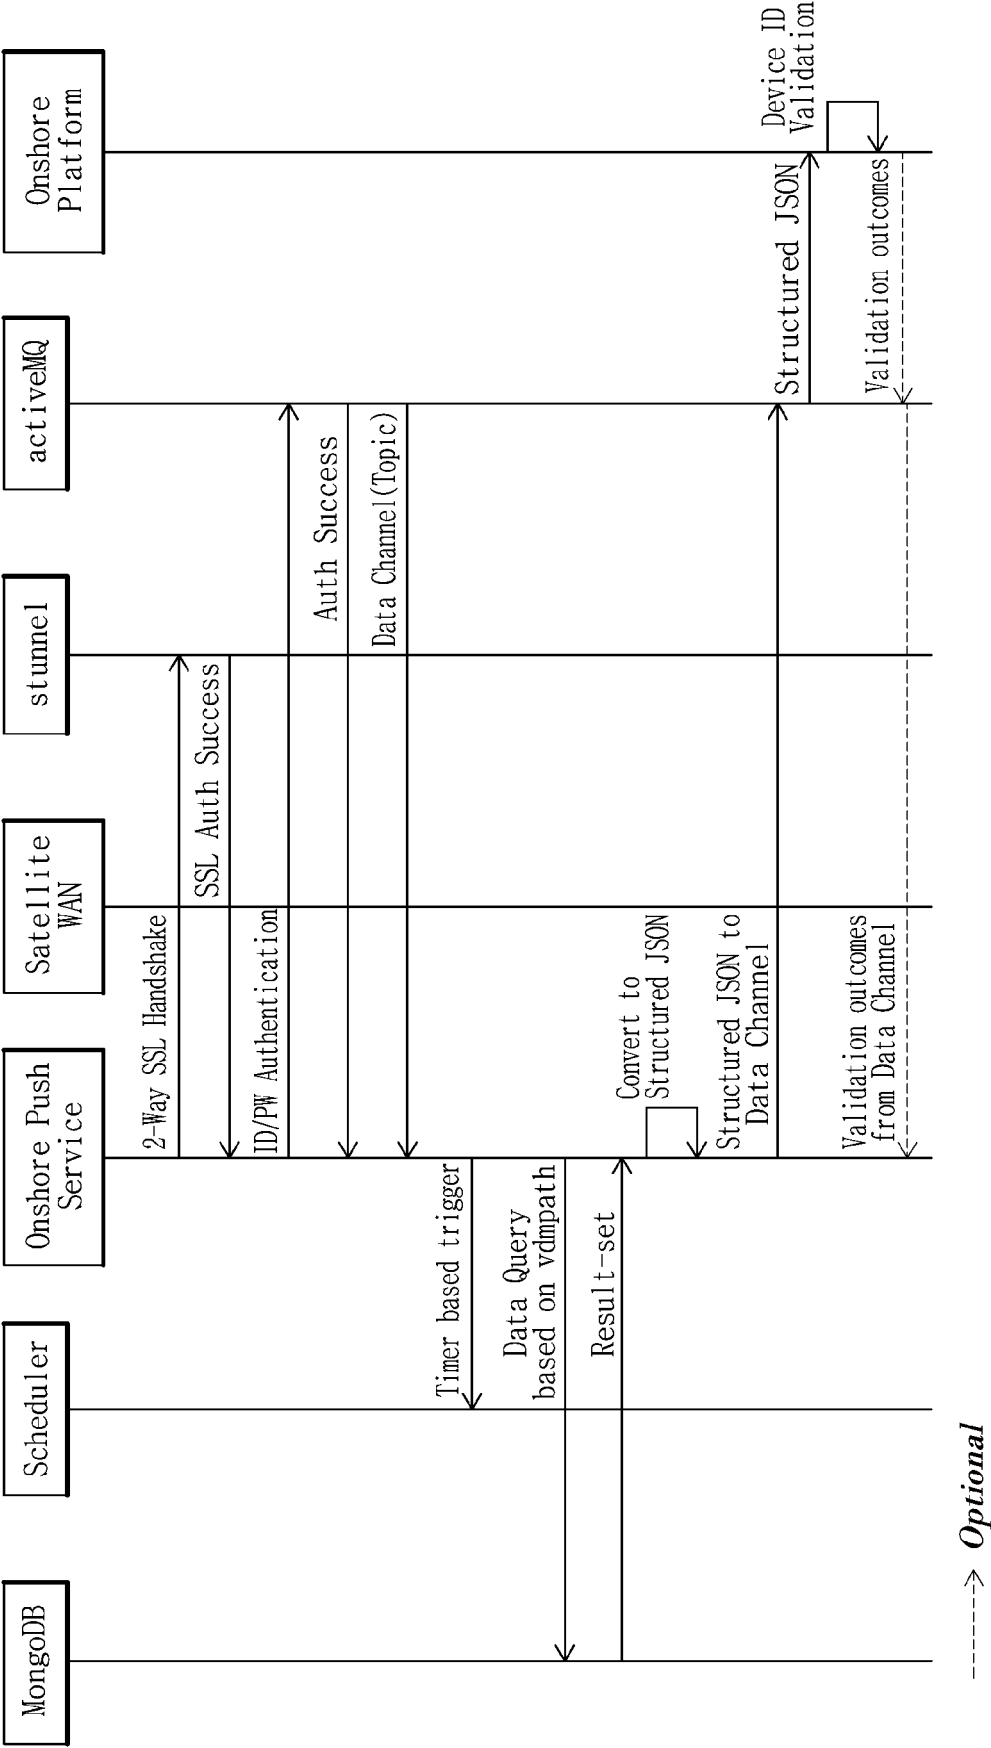 MongoDB
Scheduler
Onshore Push
Service
Satellite
WAN
stunnel
activeMQ
Onshore
Platform
2-Way SSL Handshake
SSL Auth Success
ID/PW Authentication
Auth Success
Data Channel(Topic)
Timer based trigger
Data Query
based on vdmpath
Result-set
Convert to
Structured JSON
Structured JSON to
Data Channel
Structured JSON
Device ID
Validation
Validation outcomes
Validation outcomes
from Data Channel
Optional